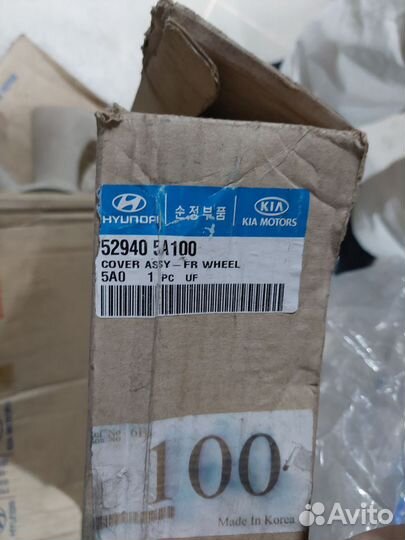 HYUNDAI
순정부품
KIA
KIA MOTORS
52940 5A100
COVER ASSY-FR WHEEL
5A0 1 PC UF
100
Made in Korea
Avito